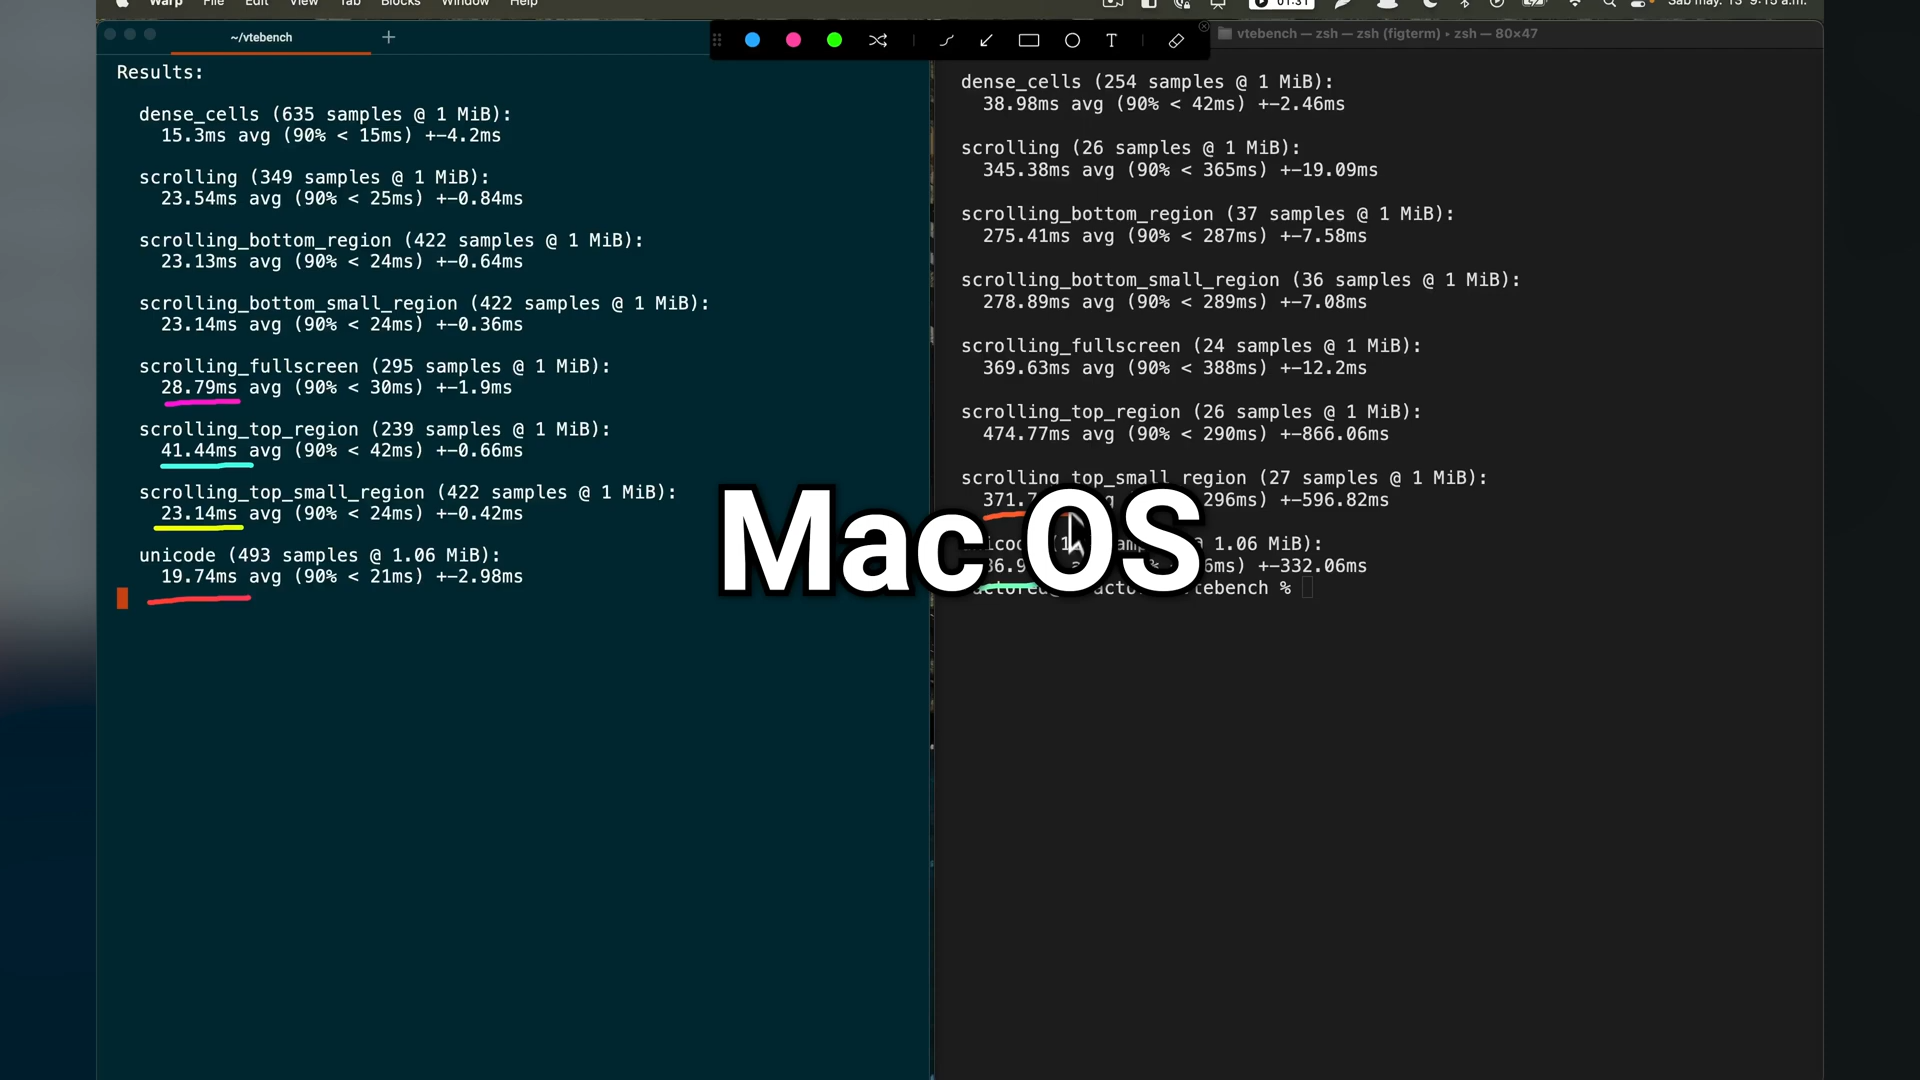 Warp File Edit View Tab Blocks Window Help
01:31
Sáb may. 13 9:15 a.m.
~/vtebench
T
vtebench — zsh — zsh (figterm) ▸ zsh — 80×47
Results:
dense_cells (635 samples @ 1 MiB):
15.3ms avg (90% < 15ms) +-4.2ms
scrolling (349 samples @ 1 MiB):
23.54ms avg (90% < 25ms) +-0.84ms
scrolling_bottom_region (422 samples @ 1 MiB):
23.13ms avg (90% < 24ms) +-0.64ms
scrolling_bottom_small_region (422 samples @ 1 MiB):
23.14ms avg (90% < 24ms) +-0.36ms
scrolling_fullscreen (295 samples @ 1 MiB):
28.79ms avg (90% < 30ms) +-1.9ms
scrolling_top_region (239 samples @ 1 MiB):
41.44ms avg (90% < 42ms) +-0.66ms
scrolling_top_small_region (422 samples @ 1 MiB):
23.14ms avg (90% < 24ms) +-0.42ms
unicode (493 samples @ 1.06 MiB):
19.74ms avg (90% < 21ms) +-2.98ms
dense_cells (254 samples @ 1 MiB):
38.98ms avg (90% < 42ms) +-2.46ms
scrolling (26 samples @ 1 MiB):
345.38ms avg (90% < 365ms) +-19.09ms
scrolling_bottom_region (37 samples @ 1 MiB):
275.41ms avg (90% < 287ms) +-7.58ms
scrolling_bottom_small_region (36 samples @ 1 MiB):
278.89ms avg (90% < 289ms) +-7.08ms
scrolling_fullscreen (24 samples @ 1 MiB):
369.63ms avg (90% < 388ms) +-12.2ms
scrolling_top_region (26 samples @ 1 MiB):
474.77ms avg (90% < 290ms) +-866.06ms
scrolling_top_small_region (27 samples @ 1 MiB):
296ms) +-596.82ms
1.06 MiB):
+-332.06ms
%
Mac OS